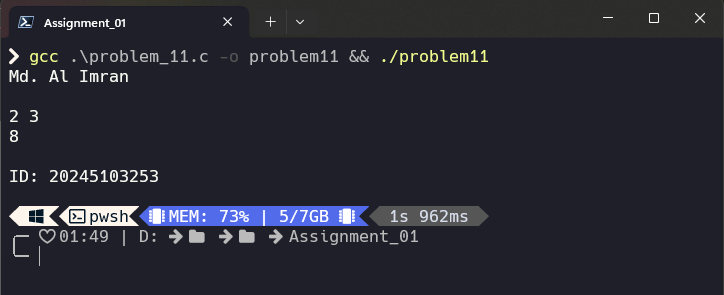 Assignment_01
❯ gcc .\problem_11.c -o problem11 && ./problem11
Md. Al Imran
2 3
8
ID: 20245103253
pwsh MEM: 73% | 5/7GB 1s 962ms
♡01:49 | D: ➔ ➔ ➔Assignment_01